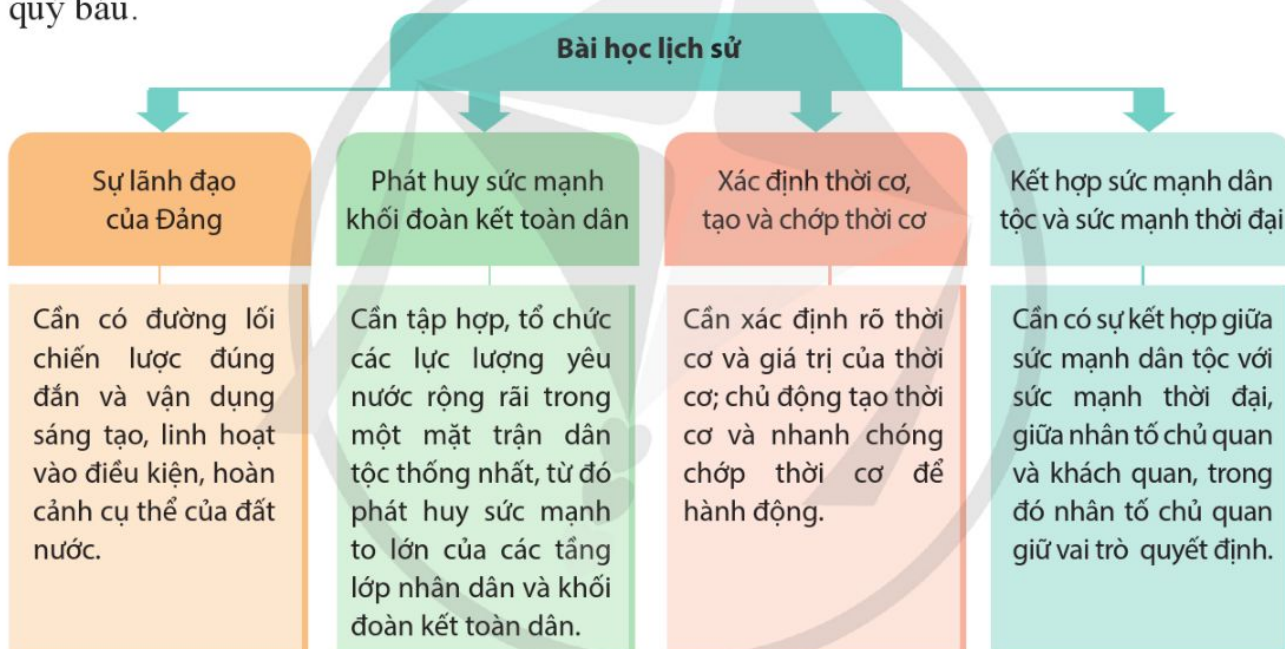 quý báu.
Bài học lịch sử
Sự lãnh đạo
của Đảng
Cần có đường lối
chiến lược đúng
đắn và vận dụng
sáng tạo, linh hoạt
vào điều kiện, hoàn
cảnh cụ thể của đất
nước.
Phát huy sức mạnh
khối đoàn kết toàn dân
Cần tập hợp, tổ chức
các lực lượng yêu
nước rộng rãi trong
một mặt trận dân
tộc thống nhất, từ đó
phát huy sức mạnh
to lớn của các tầng
lớp nhân dân và khối
đoàn kết toàn dân.
Xác định thời cơ,
tạo và chớp thời cơ
Cần xác định rõ thời
cơ và giá trị của thời
cơ; chủ động tạo thời
cơ và nhanh chóng
chớp thời cơ để
hành động.
Kết hợp sức mạnh dân
tộc và sức mạnh thời đại
Cần có sự kết hợp giữa
sức mạnh dân tộc với
sức mạnh thời đại,
giữa nhân tố chủ quan
và khách quan, trong
đó nhân tố chủ quan
giữ vai trò quyết định.